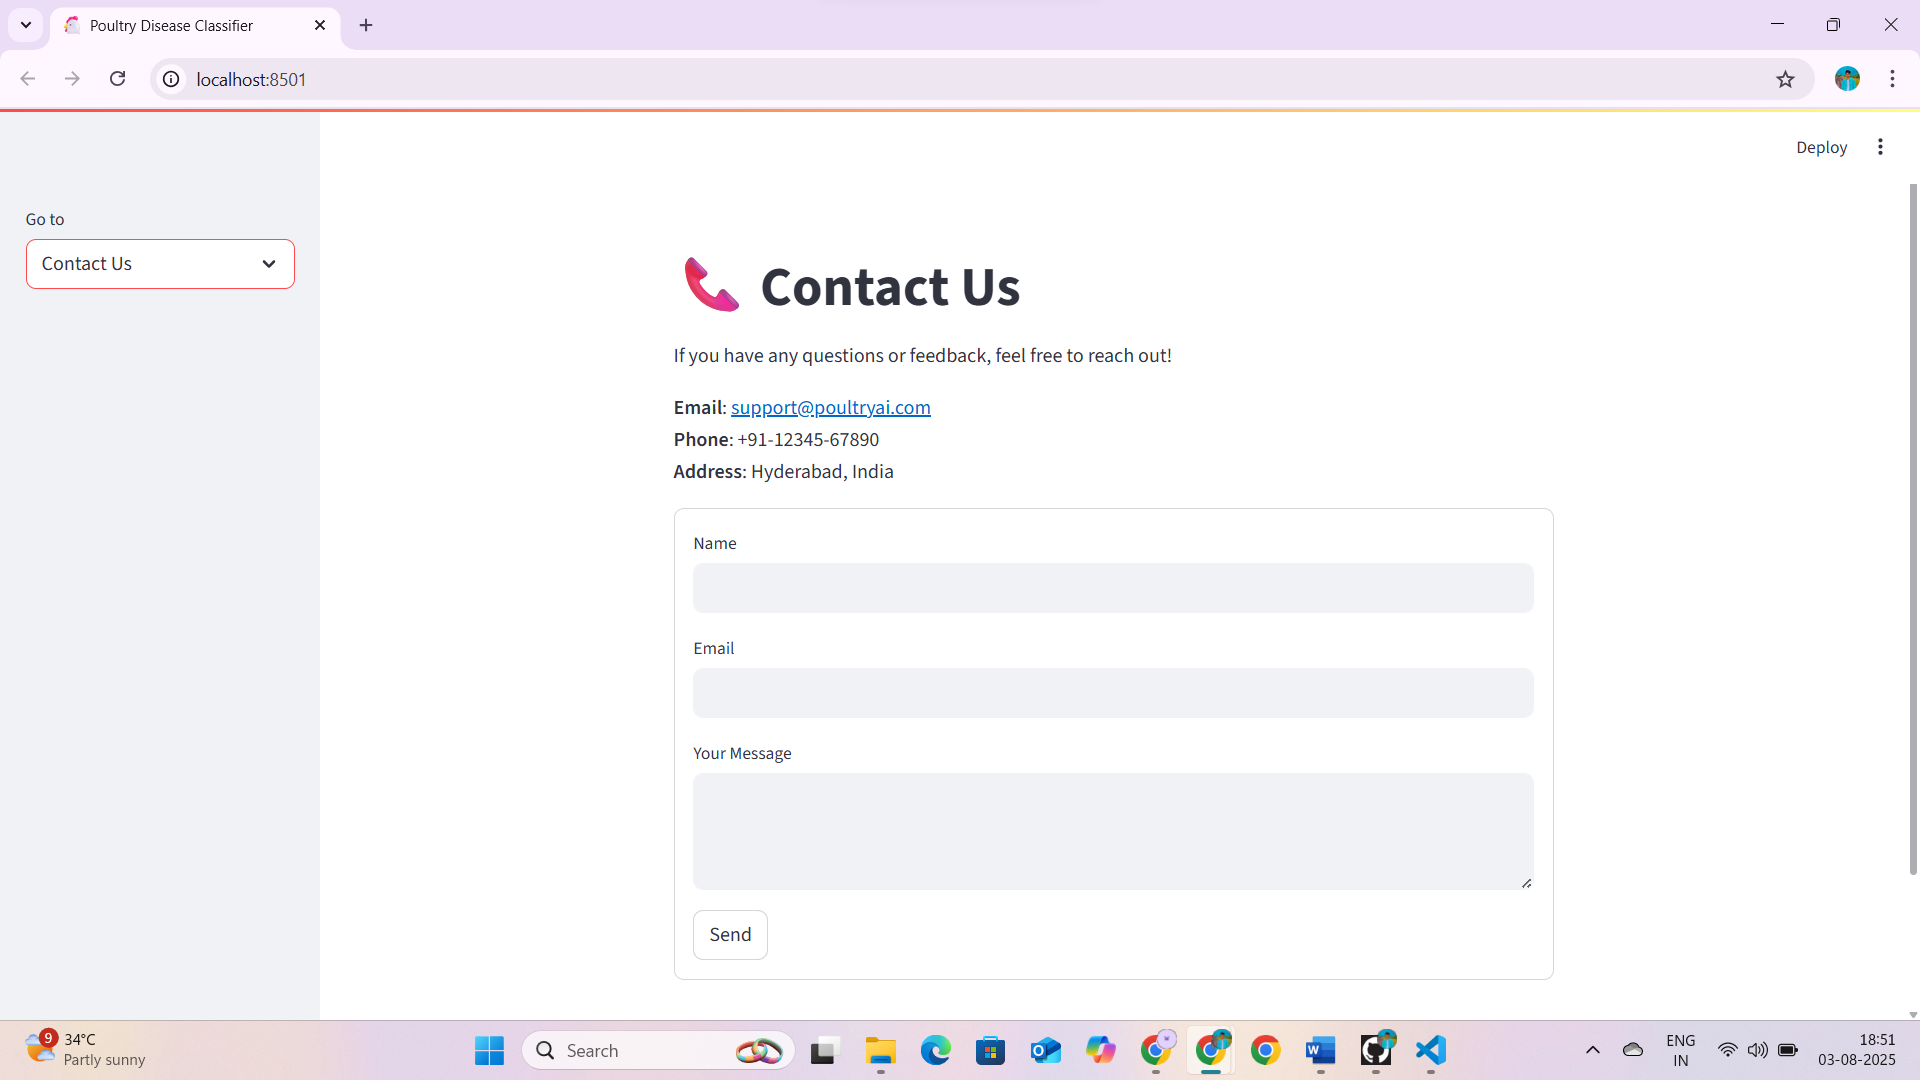 Poultry Disease Classifier
localhost:8501
Deploy
Go to
Contact Us
Contact Us
If you have any questions or feedback, feel free to reach out!
Email: support@poultryai.com
Phone: +91-12345-67890
Address: Hyderabad, India
Name
Email
Your Message
Send
9
34°C
Partly sunny
Search
ENG
IN
18:51
03-08-2025